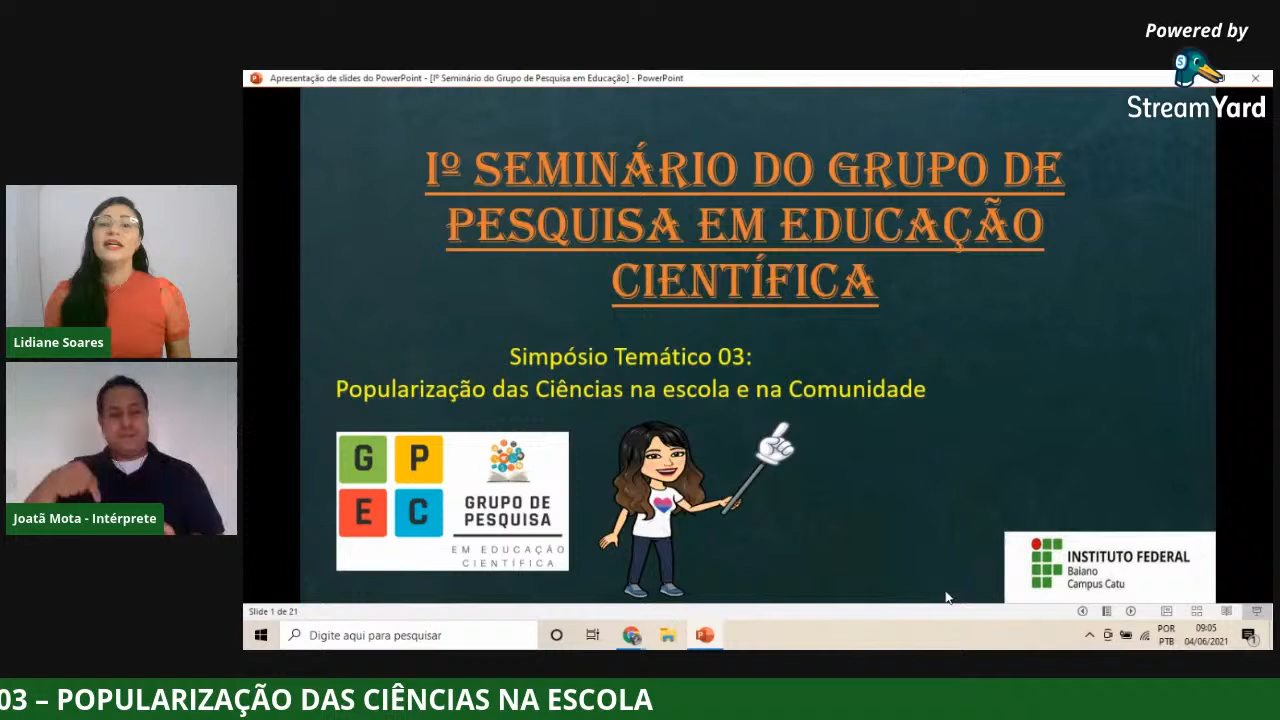 Powered by
StreamYard
Apresentação de slides do PowerPoint - [Iº Seminário do Grupo de Pesquisa em Educação] - PowerPoint
Iº SEMINÁRIO DO GRUPO DE
PESQUISA EM EDUCAÇÃO
CIENTÍFICA
Simpósio Temático 03:
Popularização das Ciências na escola e na Comunidade
G P
E C
GRUPO DE
PESQUISA
EM EDUCAÇÃO
CIENTÍFICA
INSTITUTO FEDERAL
Baiano
Campus Catu
Lidiane Soares
Joatã Mota - Intérprete
Slide 1 de 21
Digite aqui para pesquisar
POR
PTB
09:05
04/06/2021
03 – POPULARIZAÇÃO DAS CIÊNCIAS NA ESCOLA